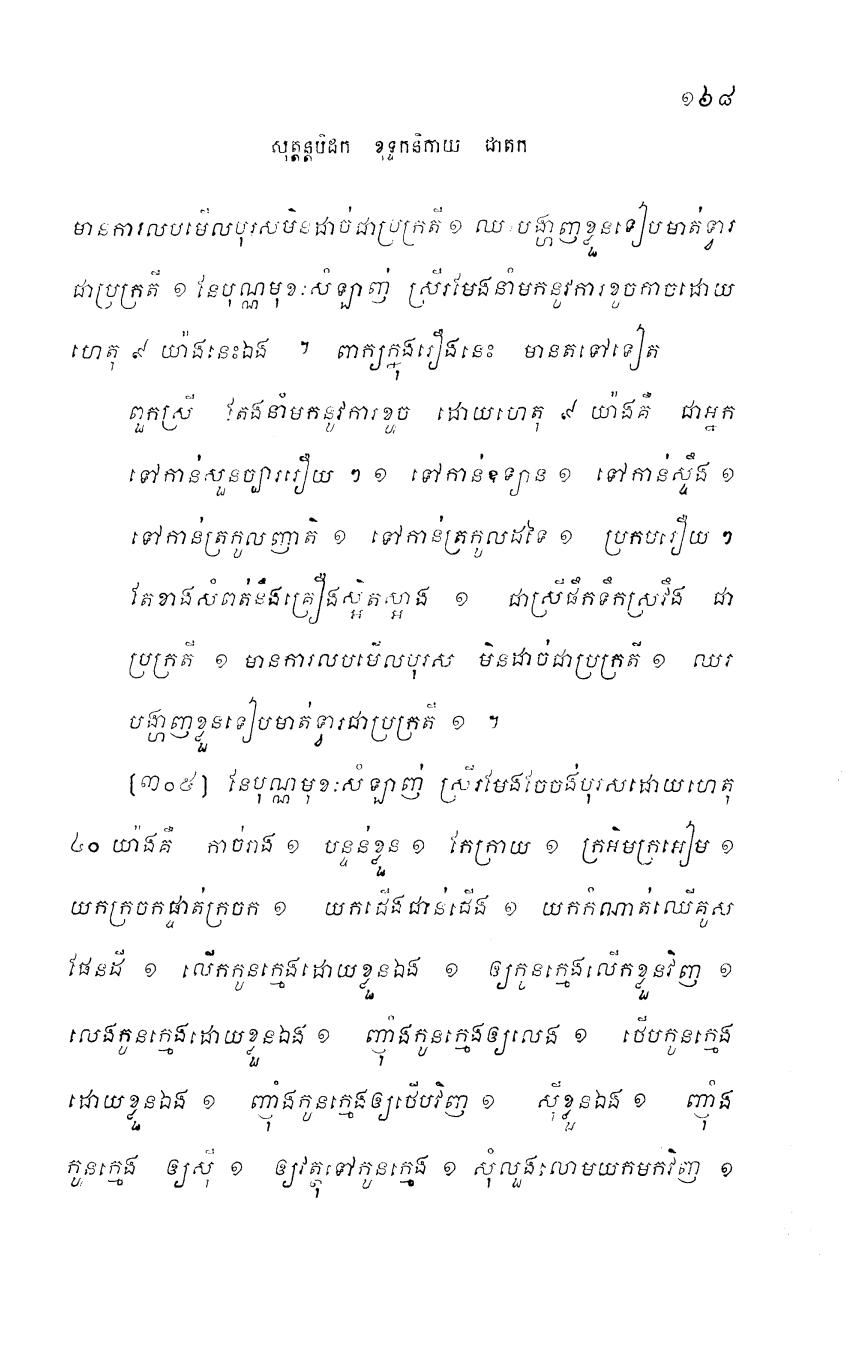 ១៦៨
សុត្តន្តបិដក ខុទ្ទកនិកាយ ជាតក
មានការលបមើលបុរសមិនដាច់ជាប្រក្រតី ១ ឈរបង្ហាញខ្លួនទៀបមាត់ទ្វារ
ជាប្រក្រតី ១ នែបុណ្ណមុខៈសំឡាញ់ ស្រីរមែងនាំមកនូវការខូចកាចដោយ
ហេតុ ៩ យ៉ាងនេះឯង ។ ពាក្យក្នុងរឿងនេះ មានតទៅទៀត
ពួកស្រី តែងនាំមកនូវការខូច ដោយហេតុ ៩ យ៉ាងគឺ ជាអ្នក
ទៅកាន់សួនច្បាររឿយ ៗ ១ ទៅកាន់ឧទ្យាន ១ ទៅកាន់ស្ទឹង ១
ទៅកាន់ត្រកូលញាតិ ១ ទៅកាន់ត្រកូលដទៃ ១ ប្រកបរឿយ ៗ
តែខាងសំពត់នឹងគ្រឿងស្អិតស្អាង ១ ជាស្រីផឹកទឹកស្រវឹង ជា
ប្រក្រតី ១ មានការលបមើលបុរស មិនដាច់ជាប្រក្រតី ១ ឈរ
បង្ហាញខ្លួនទៀបមាត់ទ្វារជាប្រក្រតី ១ ។
[៣០៥] នែបុណ្ណមុខៈសំឡាញ់ ស្រីរមែងចែចង់បុរសដោយហេតុ
៤០ យ៉ាងគឺ កាច់រាង ១ បន្ទន់ខ្លួន ១ កែក្រាយ ១ ក្រអិមក្រអៀម ១
យកក្រចកផ្ទាត់ក្រចក ១ យកជើងជាន់ជើង ១ យកកំណាត់ឈើគូស
ផែនដី ១ លើកកូនក្មេងដោយខ្លួនឯង ១ ឲ្យកូនក្មេងលើកខ្លួនវិញ ១
លេងកូនក្មេងដោយខ្លួនឯង ១ ញ៉ាំងកូនក្មេងឲ្យលេង ១ ថើបកូនក្មេង
ដោយខ្លួនឯង ១ ញ៉ាំងកូនក្មេងឲ្យថើបវិញ ១ ស៊ីខ្លួនឯង ១ ញ៉ាំង
កូនក្មេង ឲ្យស៊ី ១ ឲ្យវត្ថុទៅកូនក្មេង ១ សុំលួងលោមយកមកវិញ ១